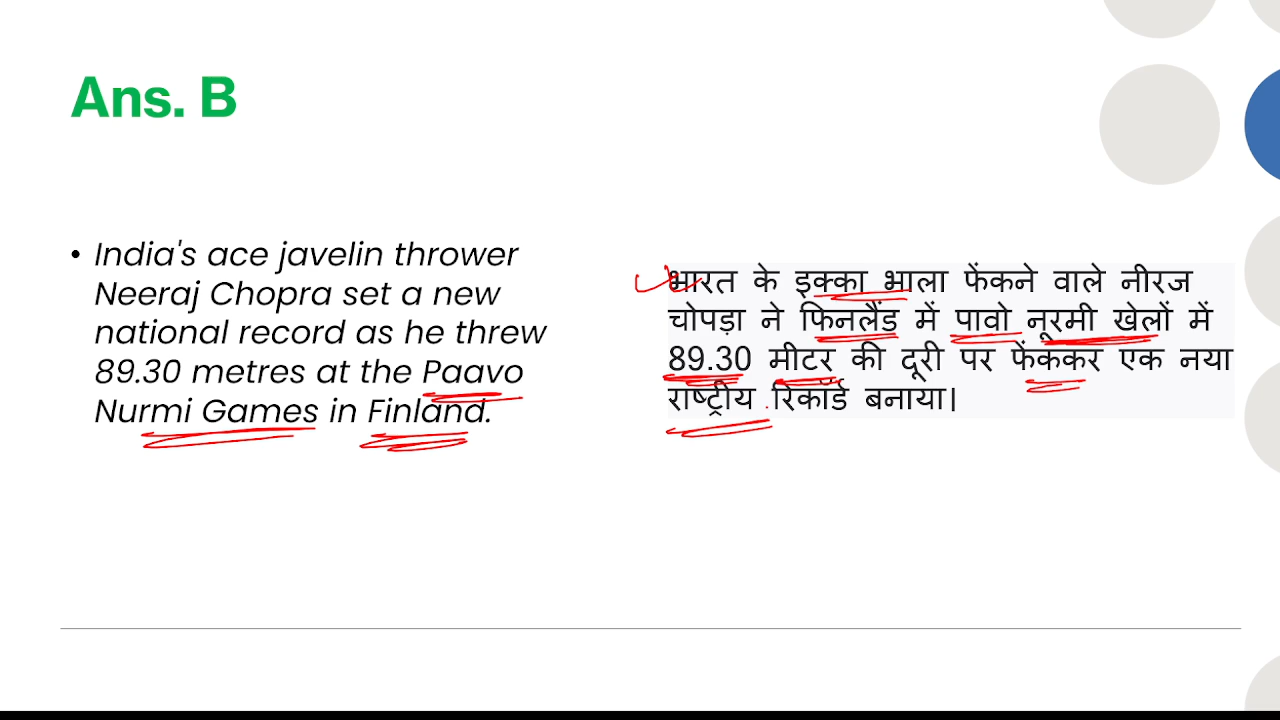 Ans. B
• India's ace javelin thrower
Neeraj Chopra set a new
national record as he threw
89.30 metres at the Paavo
Nurmi Games in Finland.
भारत के इक्का भाला फेंकने वाले नीरज
चोपड़ा ने फिनलैंड में पावो नूरमी खेलों में
89.30 मीटर की दूरी पर फेंककर एक नया
राष्ट्रीय रिकॉर्ड बनाया।